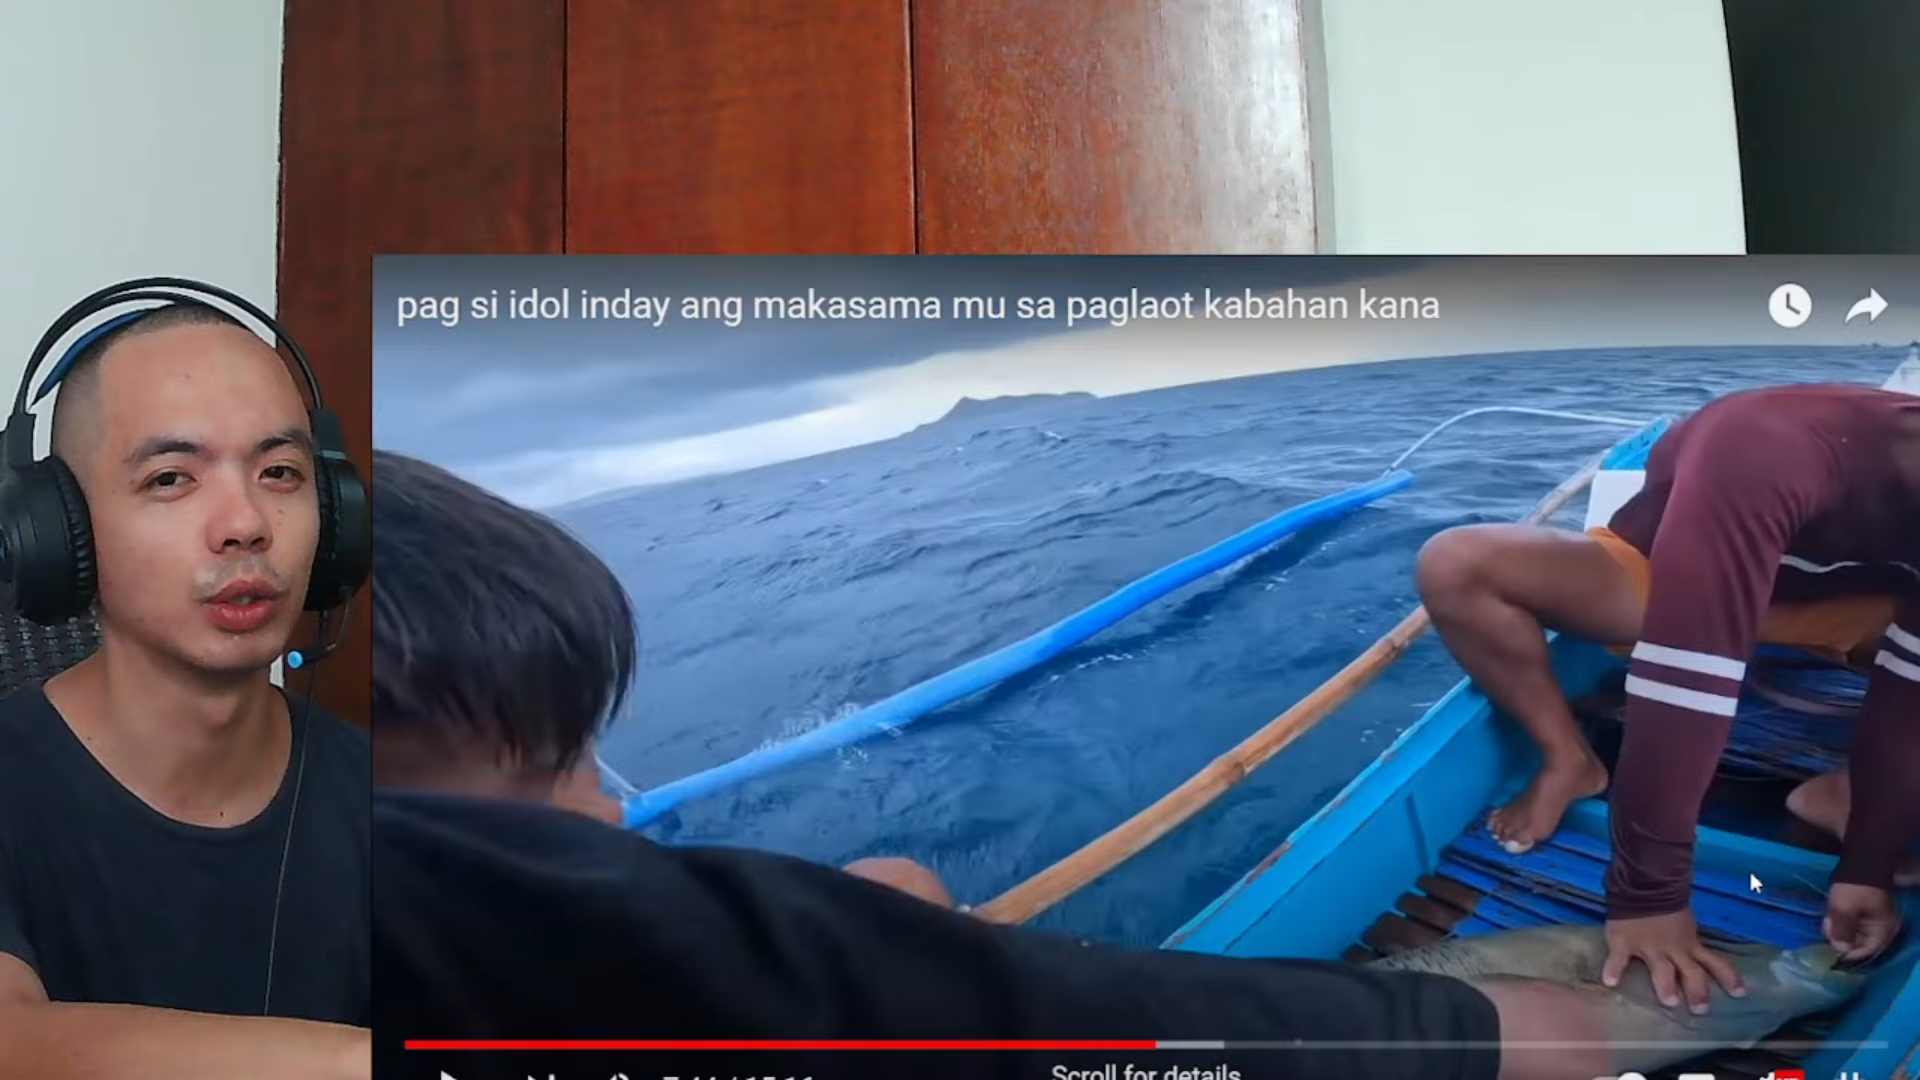 pag si idol inday ang makasama mu sa paglaot kabahan kana
Scroll for details